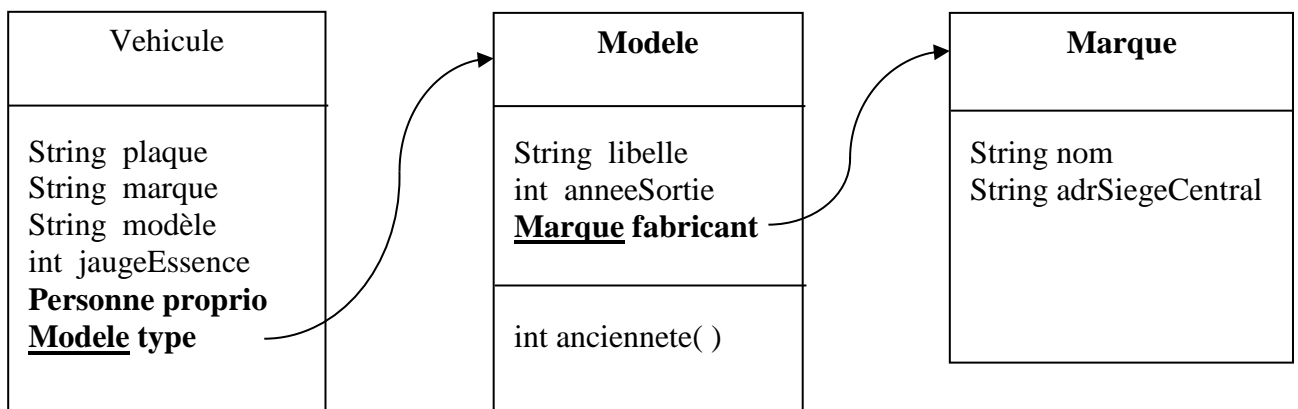 Vehicule
String plaque
String marque
String modèle
int jaugeEssence
Personne proprio
Modele type
Modele
String libelle
int anneeSortie
Marque fabricant
int anciennete( )
Marque
String nom
String adrSiegeCentral